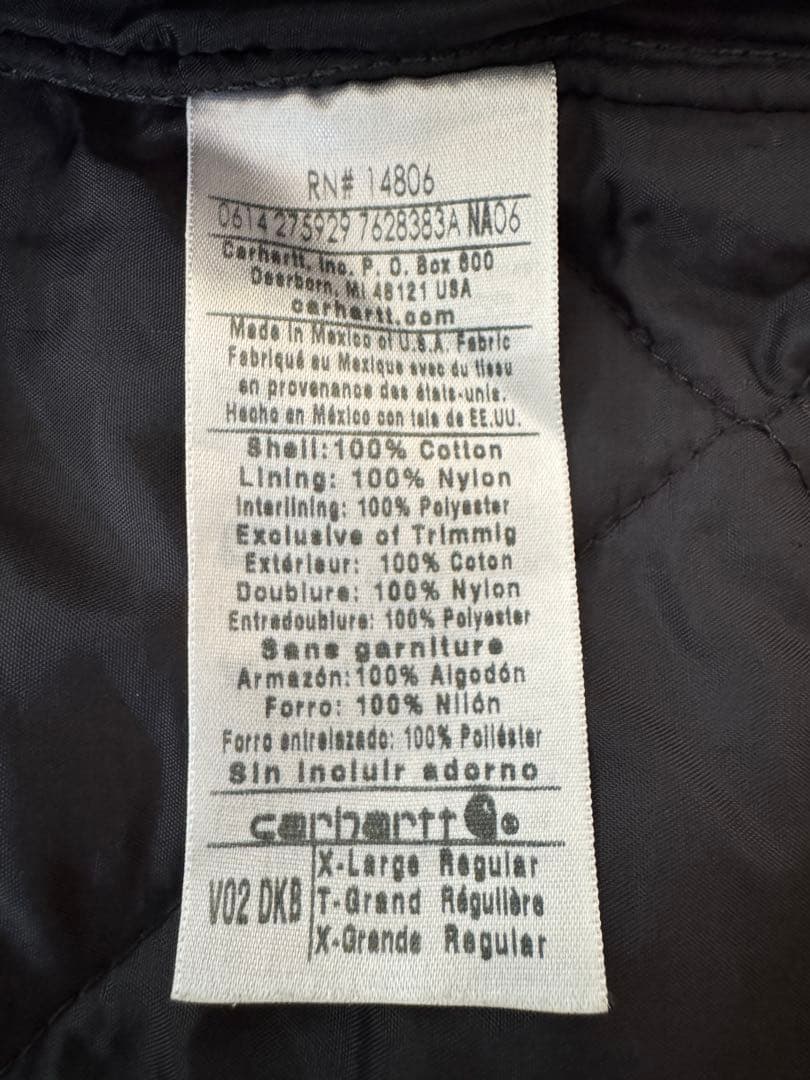 RN# 14806
0614 275929 7628383A NA06
Carhartt, Inc. P. O. Box 600
Dearborn, MI 48121 USA
carhartt.com
Made in Mexico of U.S.A. Fabric
Fabriqué au Mexique avec du tissu
en provenance des états-unis.
Hecho en México con tela de EE.UU.
Shell:100% Cotton
Lining: 100% Nylon
Interlining: 100% Polyester
Exclusive of Trimmig
Extérieur: 100% Coton
Doublure: 100% Nylon
Entredoublure: 100% Polyester
Sans garniture
Armazón:100% Algodón
Forro: 100% Nilón
Forro entrelazado: 100% Poliéster
Sin incluir adorno
carhartt
V02 DKB
X-Large Regular
T-Grand Régulière
X-Grande Regular